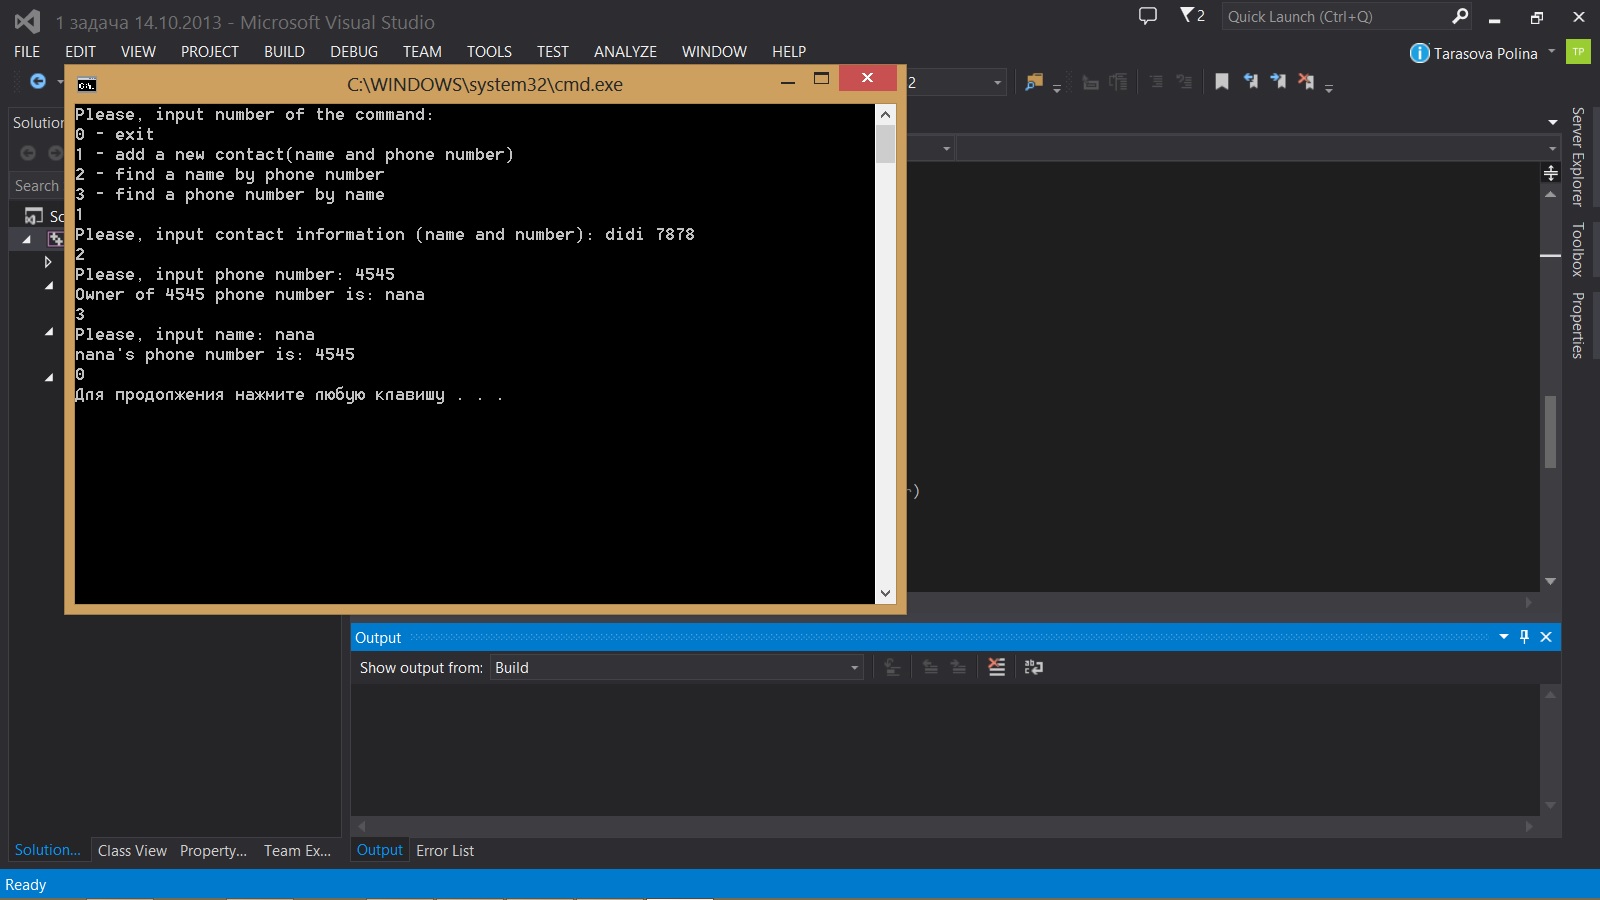 1 задача 14.10.2013 - Microsoft Visual Studio
2
Quick Launch (Ctrl+Q)
FILE EDIT VIEW PROJECT BUILD DEBUG TEAM TOOLS TEST ANALYZE WINDOW HELP
Tarasova Polina
TP
C:\WINDOWS\system32\cmd.exe
2
Please, input number of the command:
0 - exit
1 - add a new contact(name and phone number)
2 - find a name by phone number
3 - find a phone number by name
1
Please, input contact information (name and number): didi 7878
2
Please, input phone number: 4545
Owner of 4545 phone number is: nana
3
Please, input name: nana
nana's phone number is: 4545
0
Для продолжения нажмите любую клавишу . . .
Solution
Search
So
Server Explorer
Toolbox
Properties
)
Output
Show output from: Build
Solution... Class View Property... Team Ex...
Output Error List
Ready